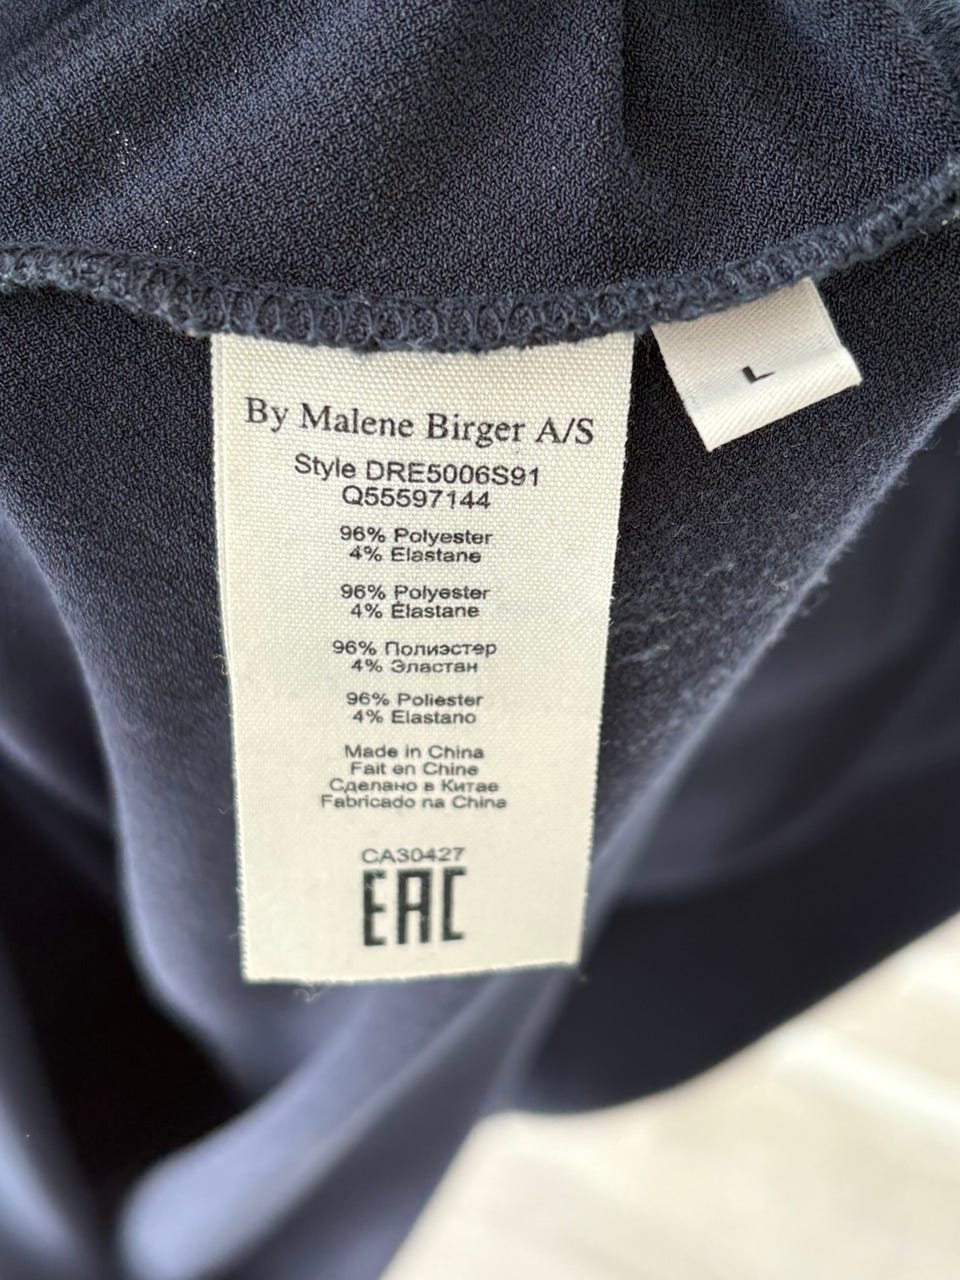 By Malene Birger A/S
Style DRE5006S91
Q55597144
96% Polyester
4% Elastane
96% Polyester
4% Élastane
96% Полиэстер
4% Эластан
96% Poliester
4% Elastano
Made in China
Fait en Chine
Сделано в Китае
Fabricado na China
CA30427
EAC
L